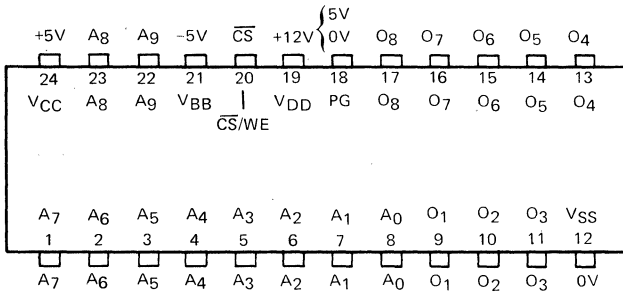 5V
+5V A8 A9 -5V C̅S̅ +12V 0V O8 O7 O6 O5 O4
24 23 22 21 20 19 18 17 16 15 14 13
VCC A8 A9 VBB VDD PG O8 O7 O6 O5 O4
C̅S̅/WE
A7 A6 A5 A4 A3 A2 A1 A0 O1 O2 O3 VSS
1 2 3 4 5 6 7 8 9 10 11 12
A7 A6 A5 A4 A3 A2 A1 A0 O1 O2 O3 0V